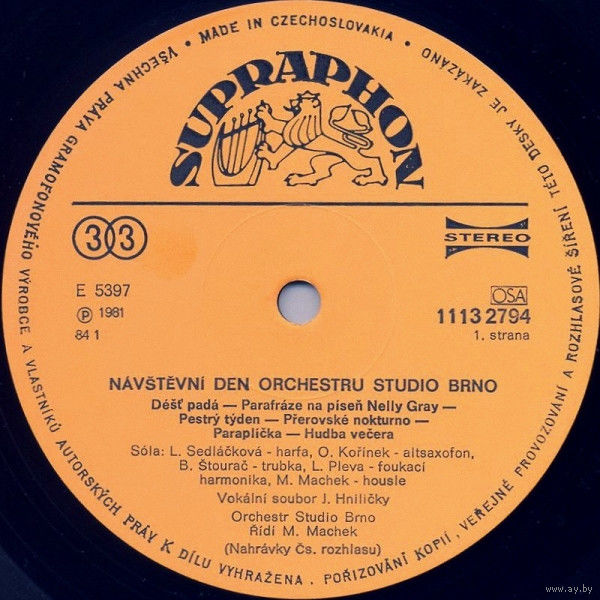 VŠECHNA PRÁVA GRAMOFONOVÉHO VÝROBCE A VLASTNÍKŮ AUTORSKÝCH PRÁV K DÍLU VYHRAŽENA. POŘIZOVÁNÍ KOPIÍ, VEŘEJNÉ PROVOZOVÁNÍ A ROZHLASOVÉ ŠÍŘENÍ TÉTO DESKY JE ZAKÁZÁNO
• MADE IN CZECHOSLOVAKIA •
SUPRAPHON
33
STEREO
E 5397
℗ 1981
84 1
OSA
1113 2794
1. strana
NÁVŠTĚVNÍ DEN ORCHESTRU STUDIO BRNO
Déšť padá — Parafráze na píseň Nelly Gray —
Pestrý týden — Přerovské nokturno —
Paraplíčka — Hudba večera
Sóla: L. Sedláčková - harfa, O. Kořínek - altsaxofon,
B. Štourač - trubka, L. Pleva - foukací
harmonika, M. Machek - housle
Vokální soubor J. Hniličky
Orchestr Studio Brno
Řídí M. Machek
(Nahrávky Čs. rozhlasu)
www.ay.by